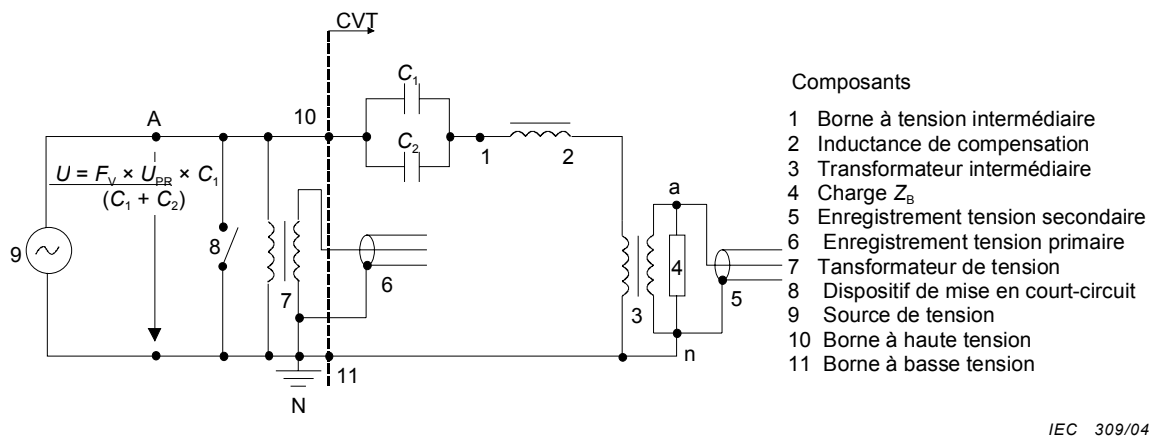 CVT
C1
C2
10
A
1
2
U = FV × UPR × C1
(C1 + C2)
8
9
7
6
3
a
4
5
n
11
N
Composants
1 Borne à tension intermédiaire
2 Inductance de compensation
3 Transformateur intermédiaire
4 Charge ZB
5 Enregistrement tension secondaire
6 Enregistrement tension primaire
7 Tansformateur de tension
8 Dispositif de mise en court-circuit
9 Source de tension
10 Borne à haute tension
11 Borne à basse tension
IEC 309/04